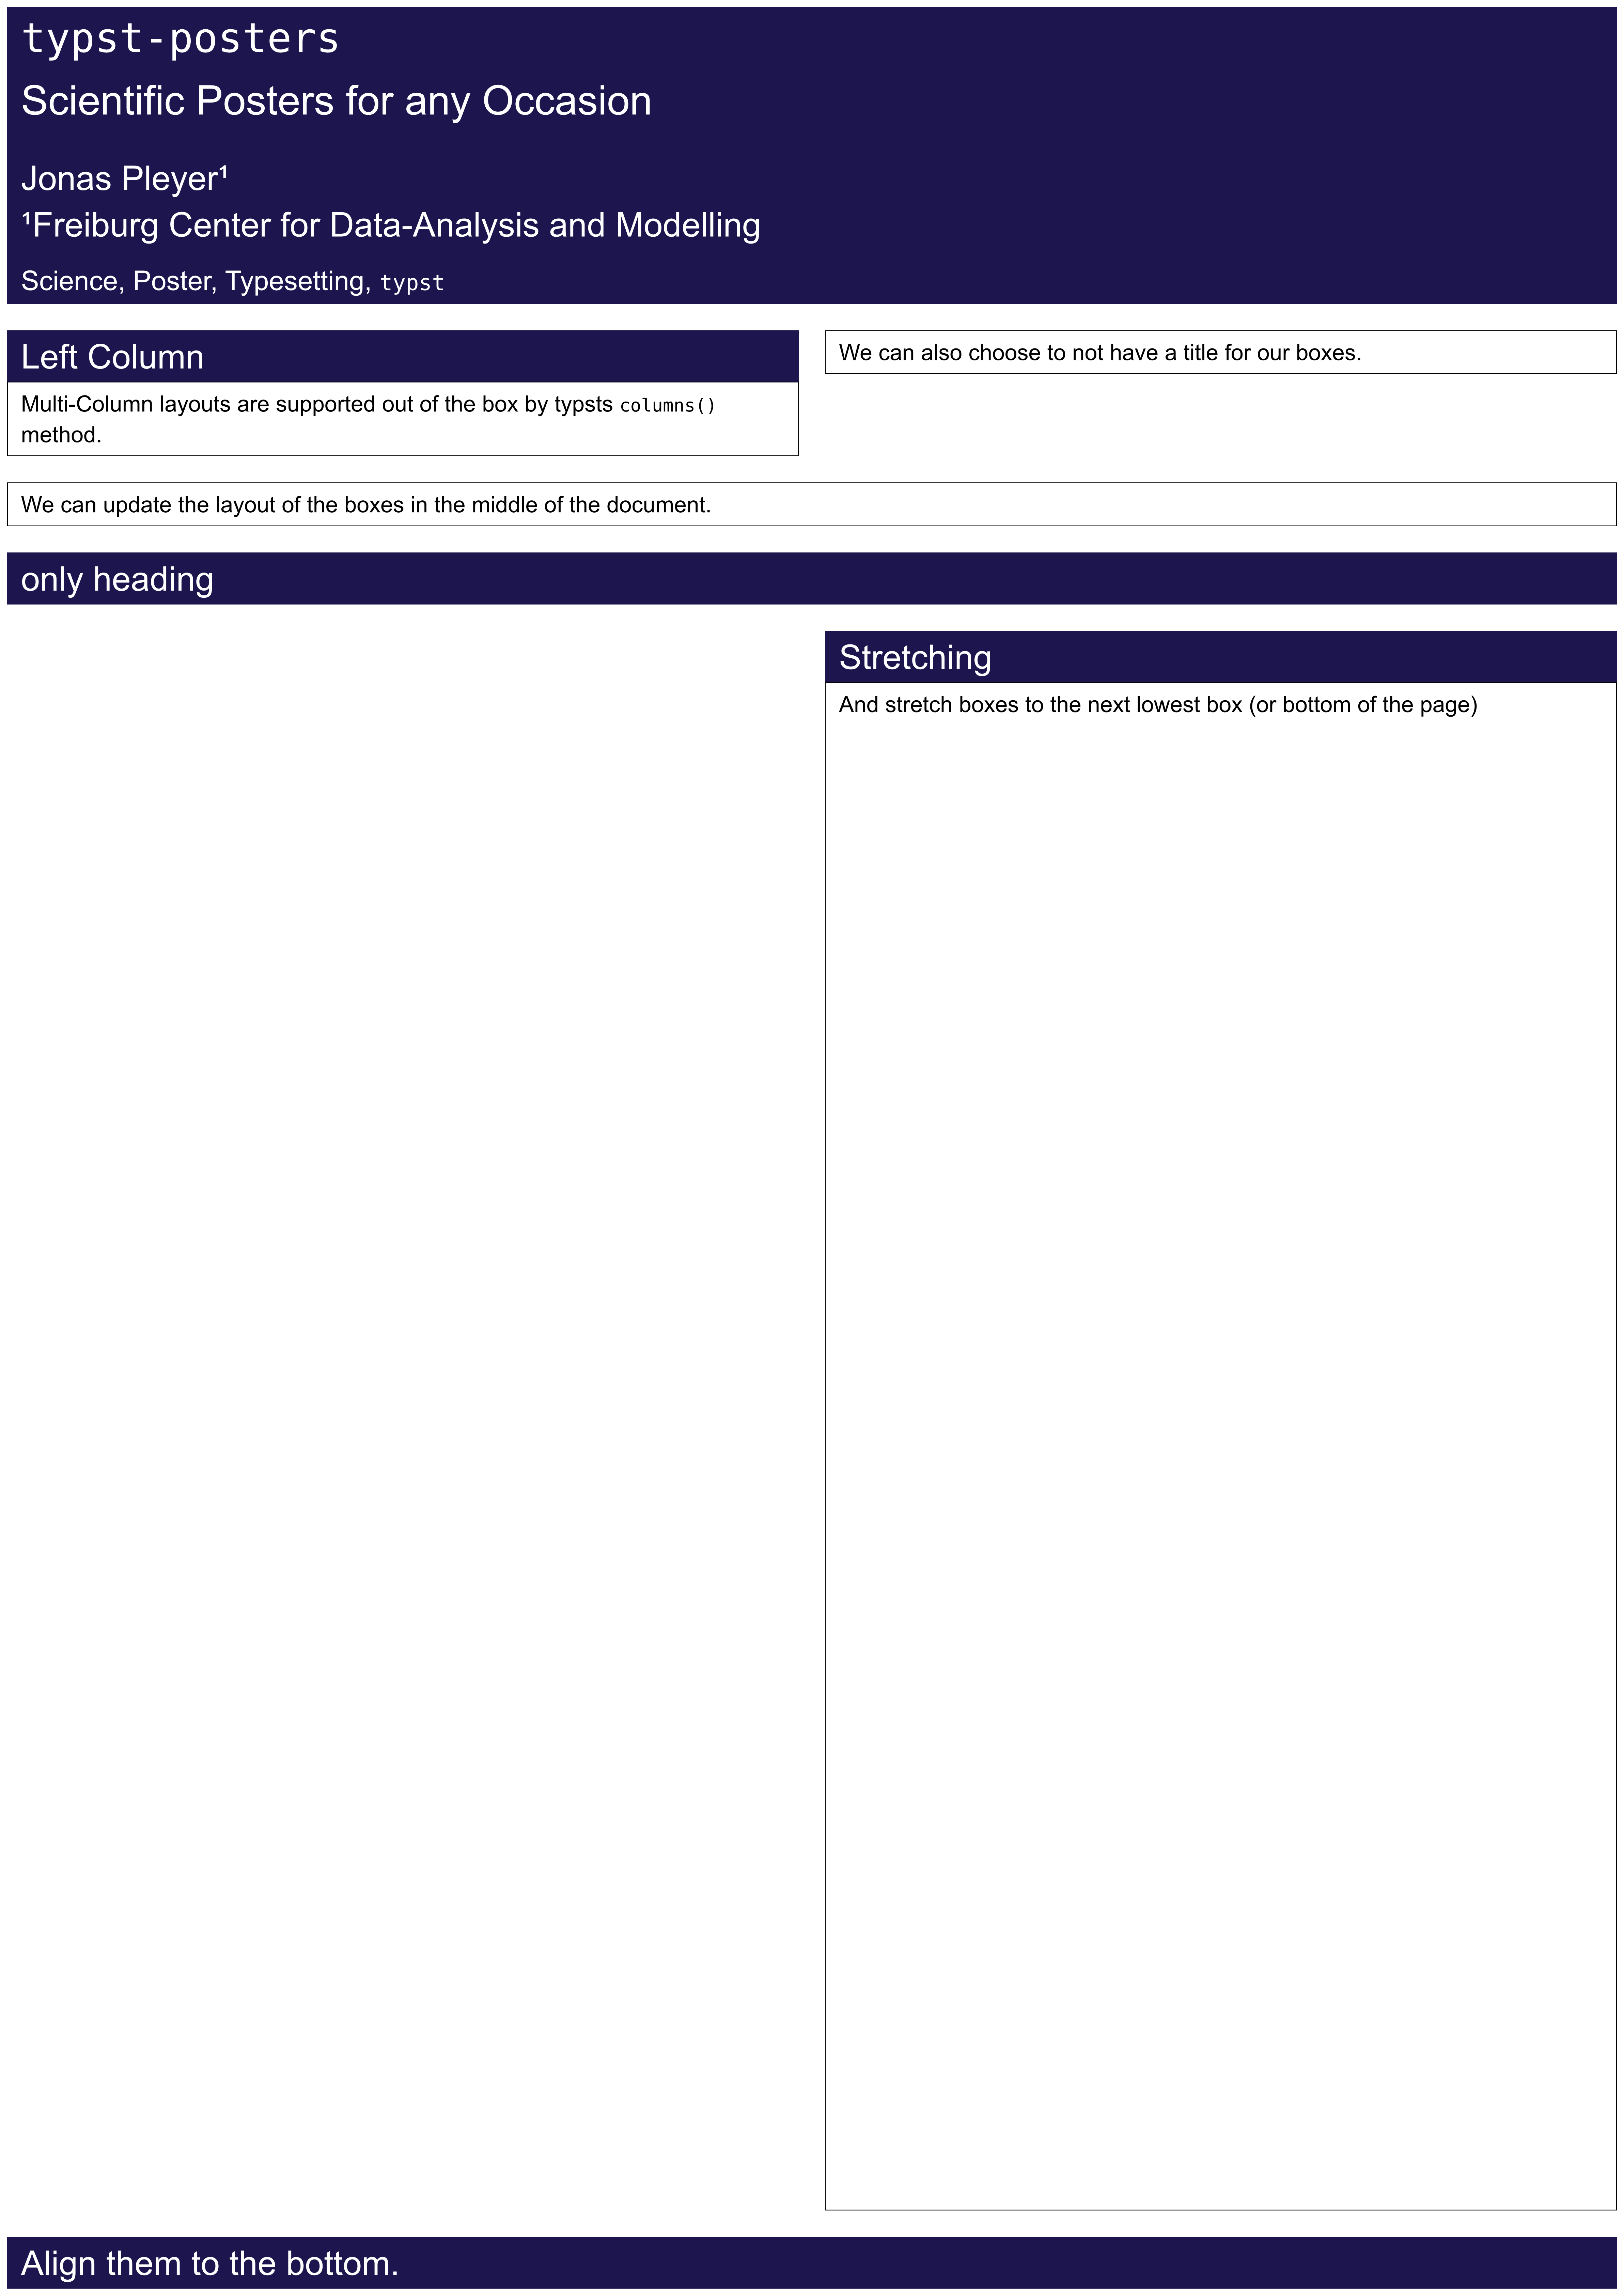 typst-posters
Scientific Posters for any Occasion
Jonas Pleyer¹
¹Freiburg Center for Data-Analysis and Modelling
Science, Poster, Typesetting, typst
Left Column
Multi-Column layouts are supported out of the box by typsts columns()
method.
We can also choose to not have a title for our boxes.
We can update the layout of the boxes in the middle of the document.
only heading
Stretching
And stretch boxes to the next lowest box (or bottom of the page)
Align them to the bottom.